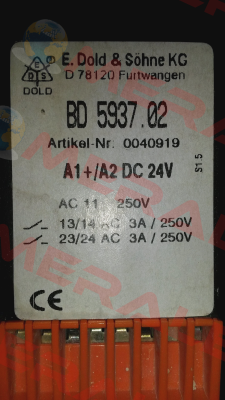 E. Dold & Söhne KG
D 78120 Furtwangen
DOLD
BD 5937.02
Artikel-Nr. 0040919
A1+/A2 DC 24V
AC 11 250V
13/14 AC 3A / 250V
23/24 AC 3A / 250V
S1.5
CE